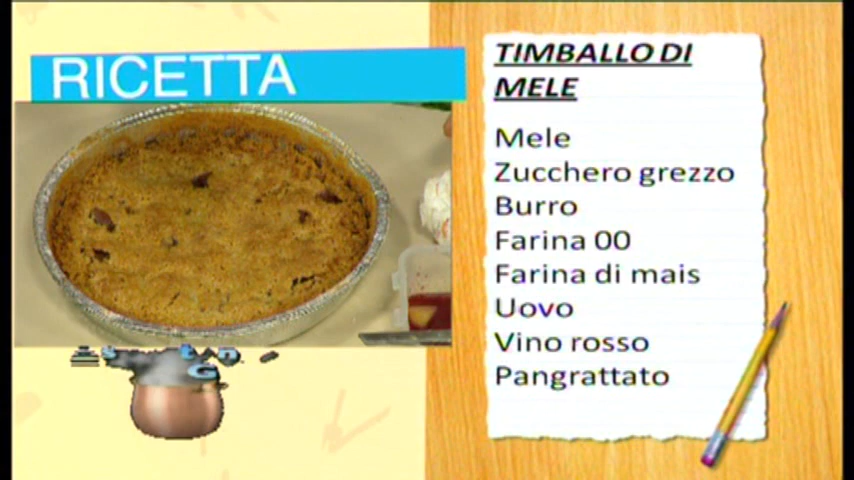 RICETTA
TIMBALLO DI
MELE
Mele
Zucchero grezzo
Burro
Farina 00
Farina di mais
Uovo
Vino rosso
Pangrattato